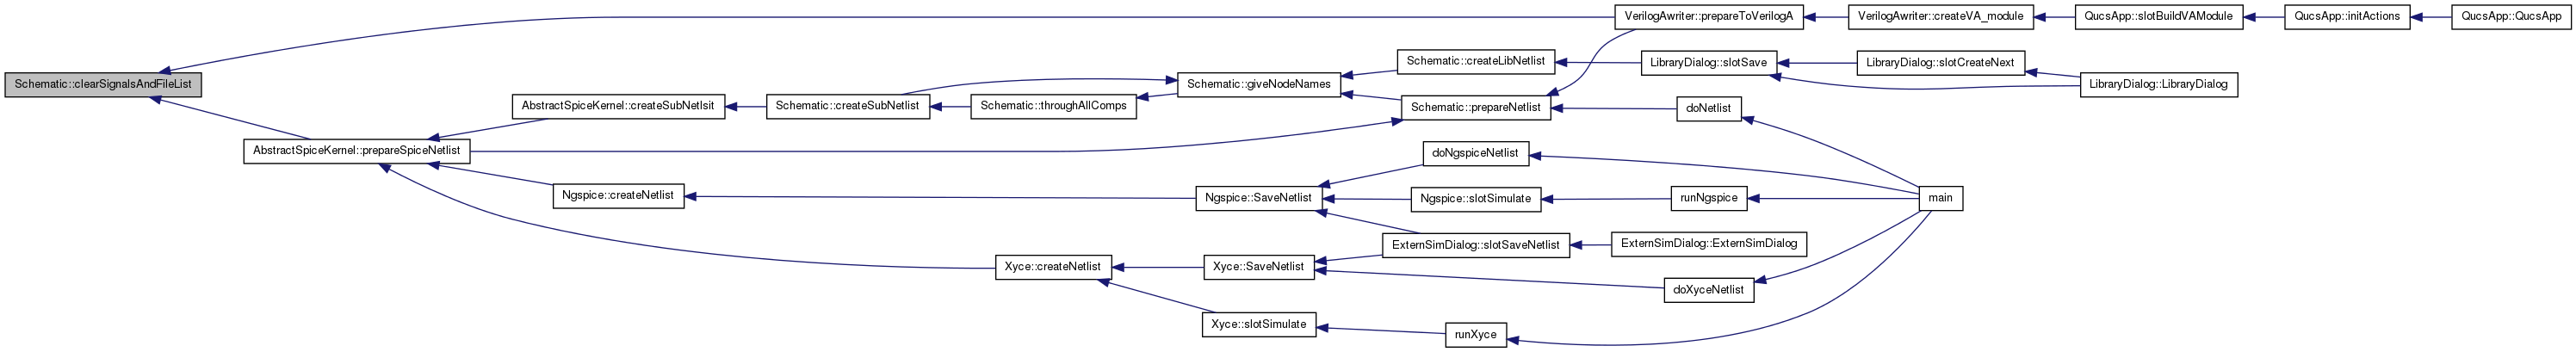 Schematic::clearSignalsAndFileList
VerilogAwriter::prepareToVerilogA
VerilogAwriter::createVA_module
QucsApp::slotBuildVAModule
QucsApp::initActions
QucsApp::QucsApp
AbstractSpiceKernel::prepareSpiceNetlist
AbstractSpiceKernel::createSubNetlsit
Schematic::createSubNetlist
Schematic::throughAllComps
Schematic::giveNodeNames
Schematic::createLibNetlist
LibraryDialog::slotSave
LibraryDialog::slotCreateNext
LibraryDialog::LibraryDialog
Schematic::prepareNetlist
doNetlist
main
Ngspice::createNetlist
Ngspice::SaveNetlist
doNgspiceNetlist
Ngspice::slotSimulate
runNgspice
ExternSimDialog::slotSaveNetlist
ExternSimDialog::ExternSimDialog
Xyce::createNetlist
Xyce::SaveNetlist
doXyceNetlist
Xyce::slotSimulate
runXyce